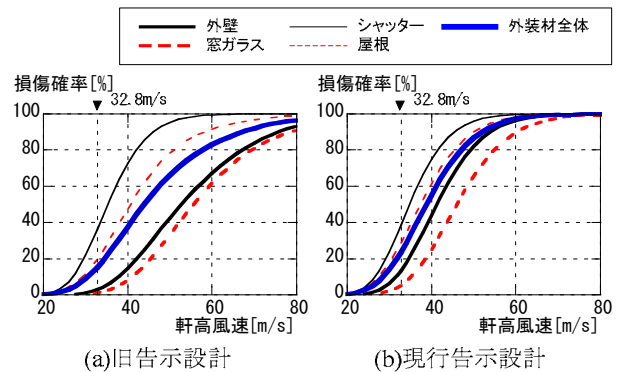 外壁 シャッター 外装材全体
窓ガラス 屋根
損傷確率[%] 損傷確率[%]
▼ 32.8m/s ▼ 32.8m/s
100 100
80 80
60 60
40 40
20 20
0 0
20 40 60 80 20 40 60 80
軒高風速[m/s] 軒高風速[m/s]
(a)旧告示設計 (b)現行告示設計